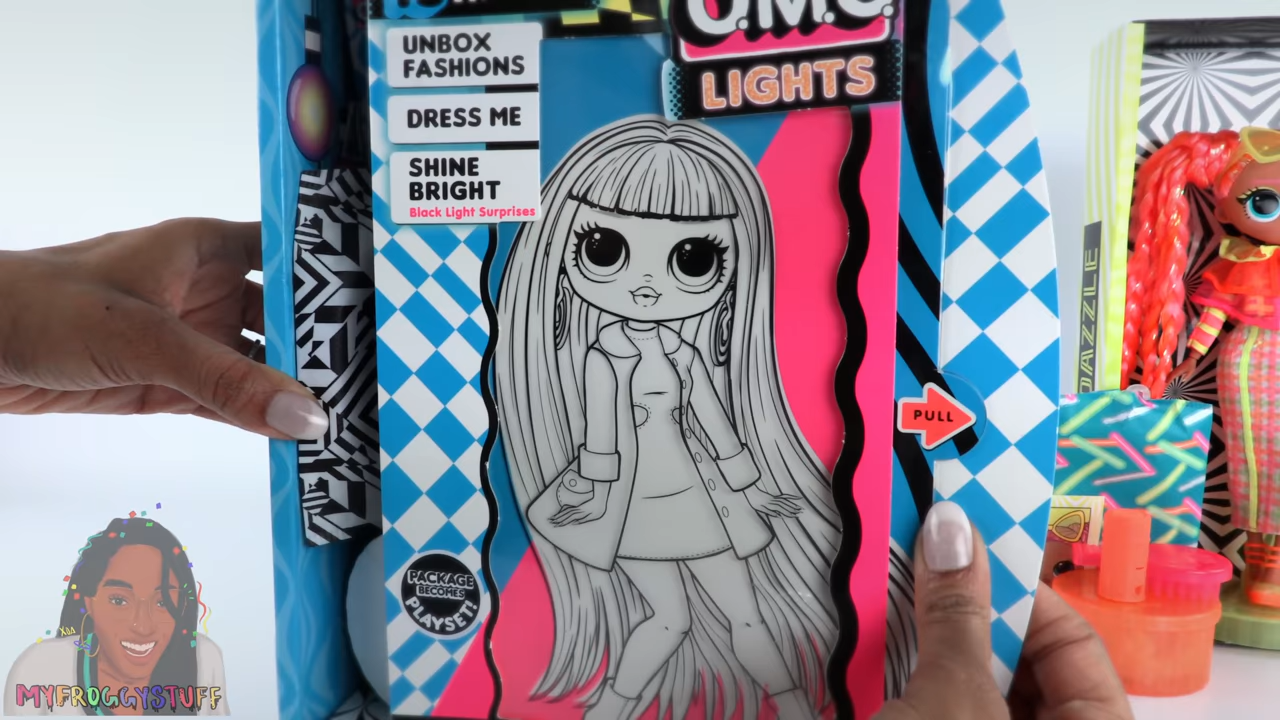 O.M.G.
LIGHTS
UNBOX
FASHIONS
DRESS ME
SHINE
BRIGHT
Black Light Surprises
PULL
PACKAGE
BECOMES
PLAYSET!
DAZZLE
MYFROGGYSTUFF